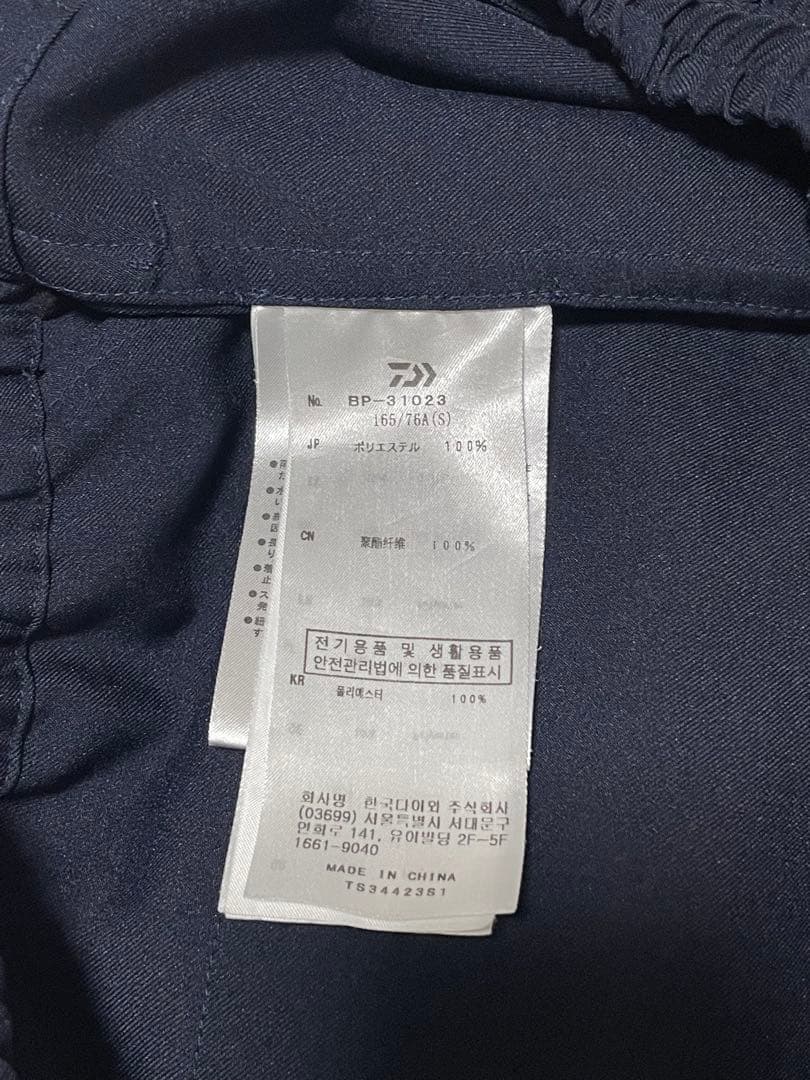 No. BP-31023
165/76A(S)
JP ポリエステル 100%
CN 聚酯纤维 100%
전기용품 및 생활용품
안전관리법에 의한 품질표시
KR 폴리에스터 100%
회사명 한국다이와 주식회사
(03699) 서울특별시 서대문구
연희로 141, 유이빌딩 2F-5F
1661-9040
MADE IN CHINA
TS34423S1